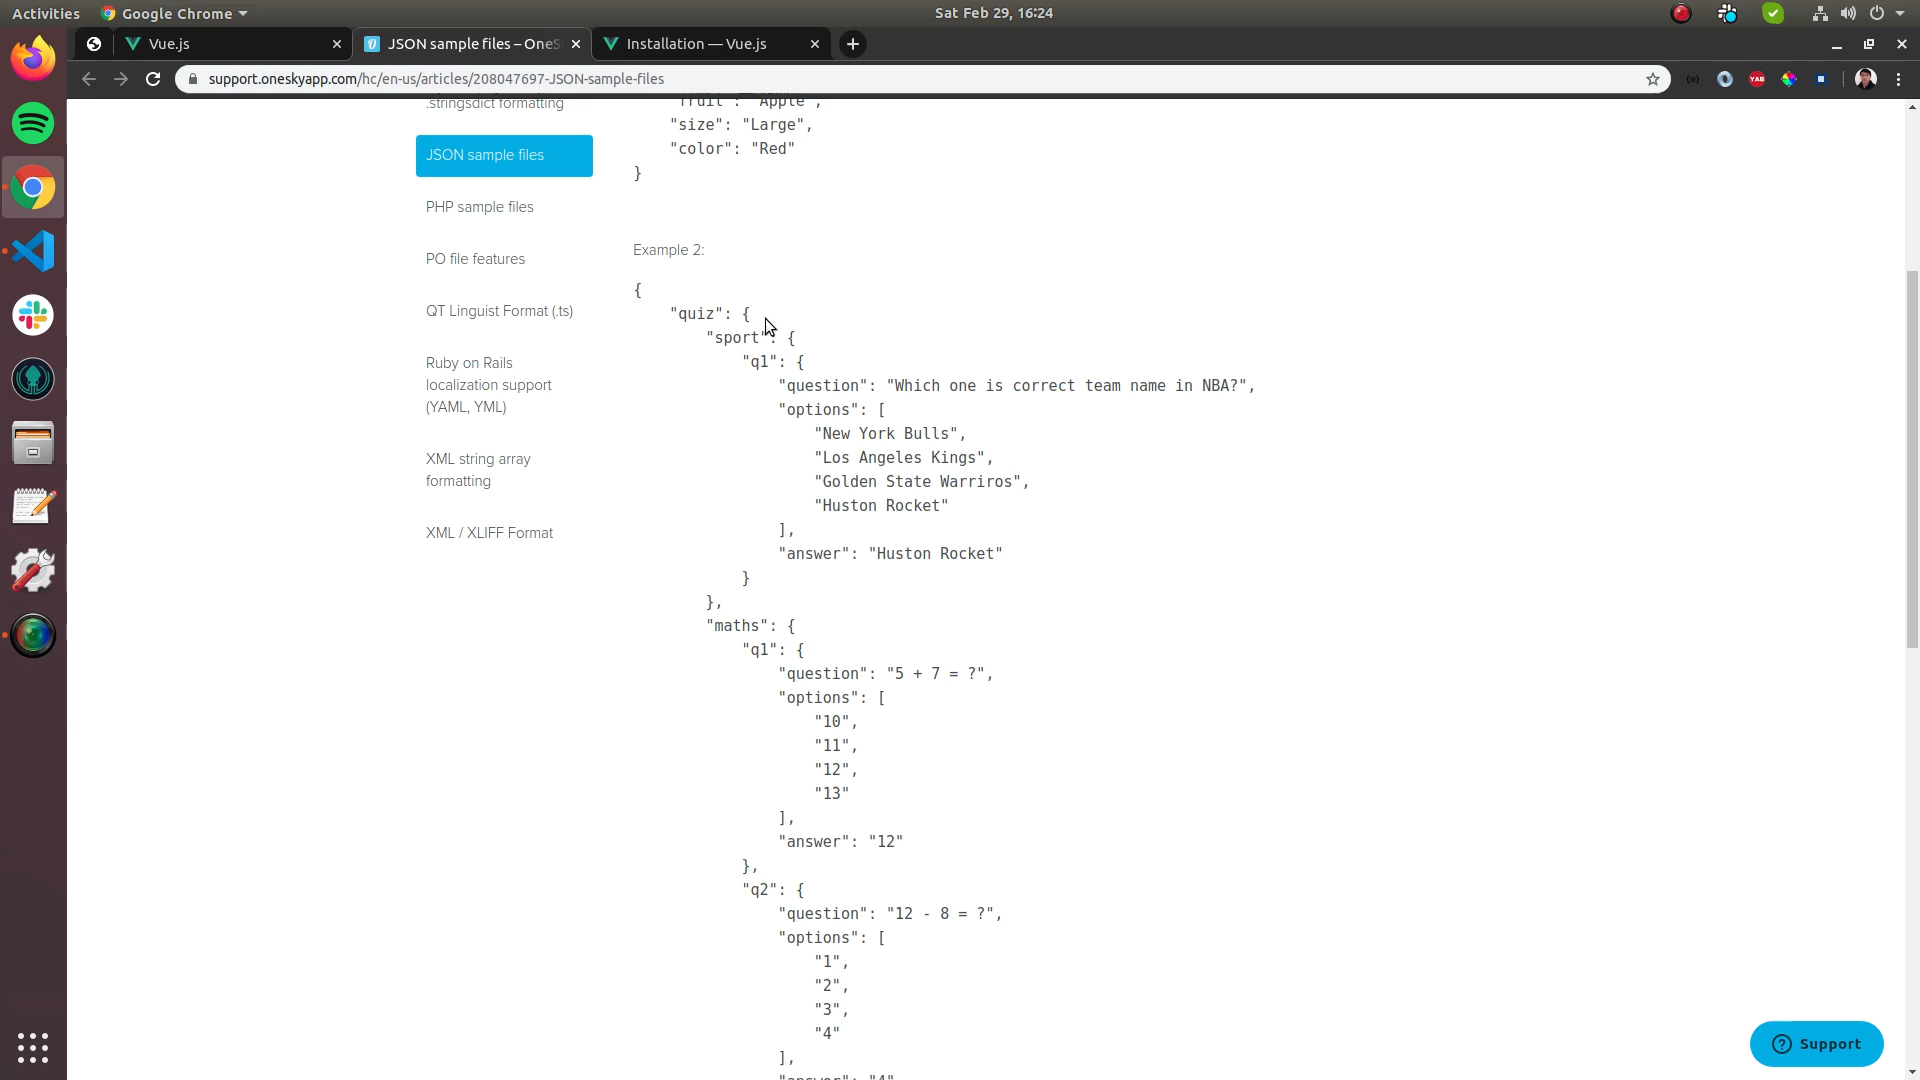 Activities
Google Chrome
Sat Feb 29, 16:24
Vue.js
JSON sample files – OneS
Installation — Vue.js
support.oneskyapp.com/hc/en-us/articles/208047697-JSON-sample-files
YAB
.stringsdict formatting
JSON sample files
PHP sample files
PO file features
QT Linguist Format (.ts)
Ruby on Rails
localization support
(YAML, YML)
XML string array
formatting
XML / XLIFF Format
"fruit": "Apple",
"size": "Large",
"color": "Red"
}
Example 2:
{
"quiz": {
"sport": {
"q1": {
"question": "Which one is correct team name in NBA?",
"options": [
"New York Bulls",
"Los Angeles Kings",
"Golden State Warriros",
"Huston Rocket"
],
"answer": "Huston Rocket"
}
},
"maths": {
"q1": {
"question": "5 + 7 = ?",
"options": [
"10",
"11",
"12",
"13"
],
"answer": "12"
},
"q2": {
"question": "12 - 8 = ?",
"options": [
"1",
"2",
"3",
"4"
],
"answer": "4"
Support